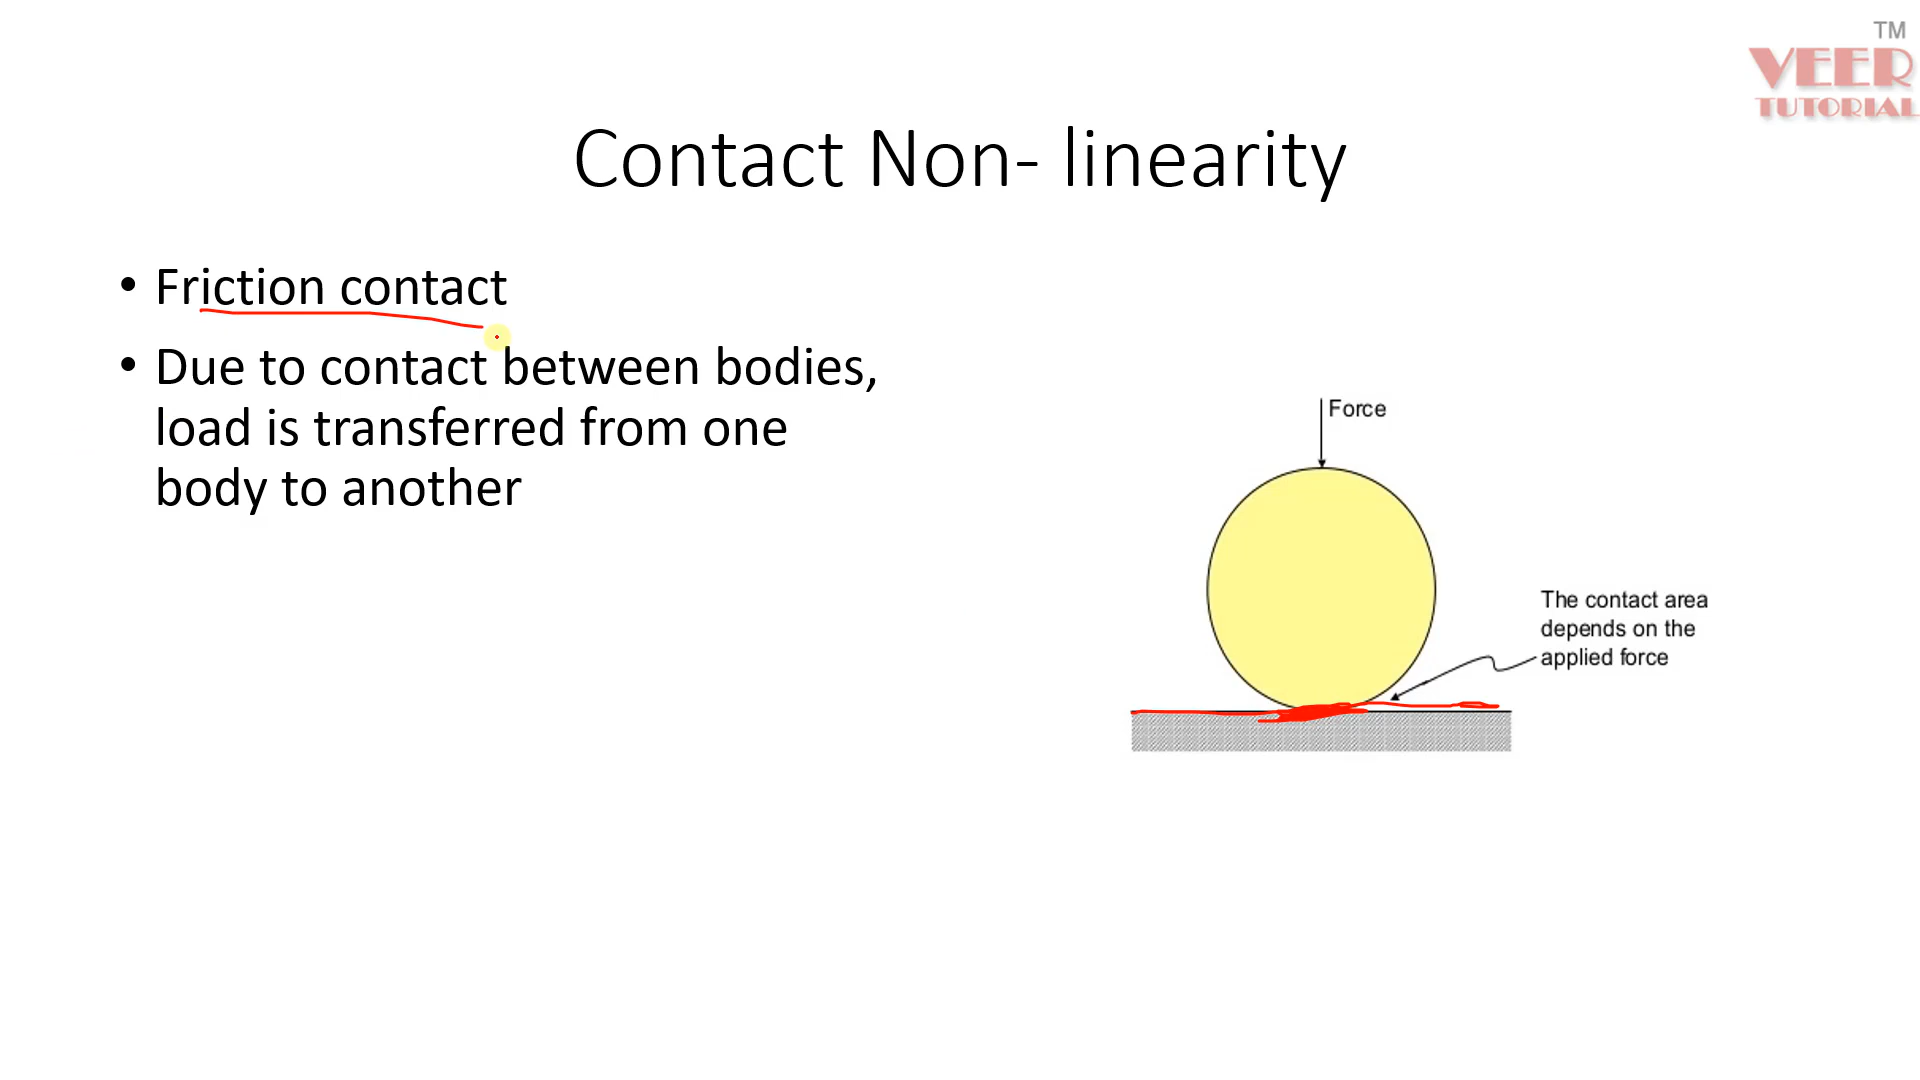 TM
VEER
TUTORIAL
Contact Non- linearity
• Friction contact
• Due to contact between bodies,
load is transferred from one
body to another
Force
The contact area
depends on the
applied force